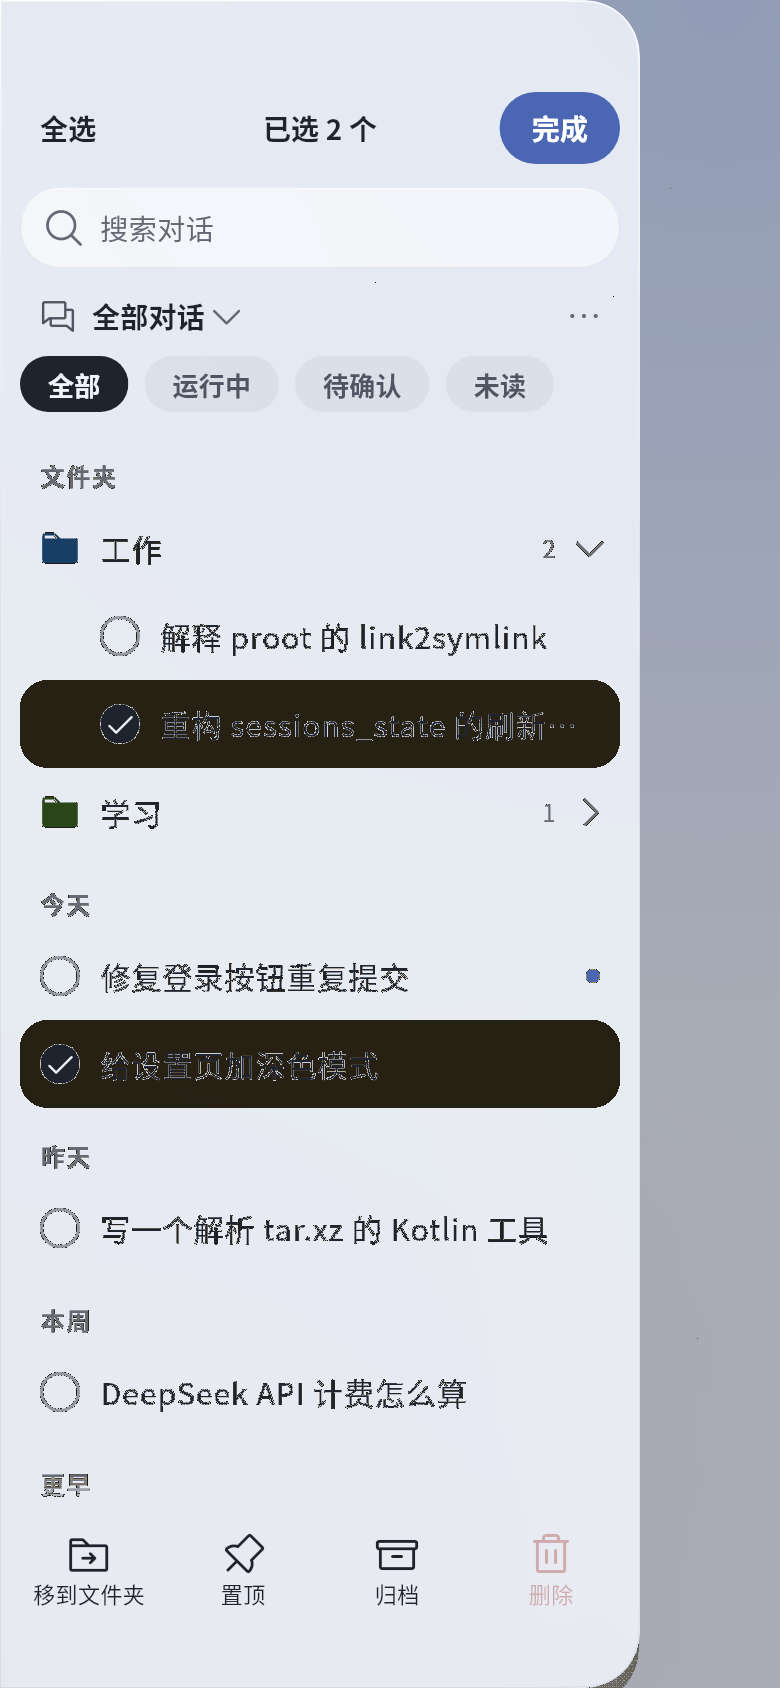 全选 已选 2 个 完成
搜索对话
全部对话
全部 运行中 待确认 未读
文件夹
工作 2
解释 proot 的 link2symlink
重构 sessions_state 的刷新…
学习 1
今天
修复登录按钮重复提交
给设置页加深色模式
昨天
写一个解析 tar.xz 的 Kotlin 工具
本周
DeepSeek API 计费怎么算
更早
移到文件夹 置顶 归档 删除